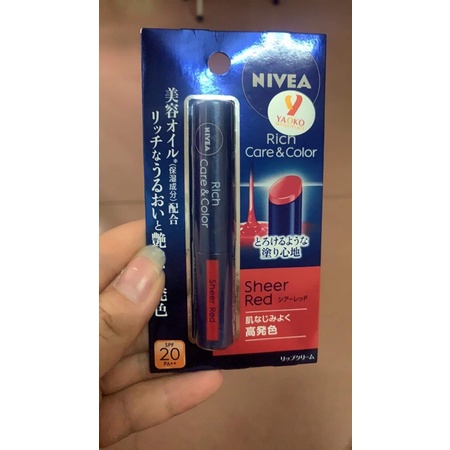 NIVEA
YAOKO
Rich
Care & Color
美容オイル*(保湿成分)配合
リッチなうるおいと艶
発色
NIVEA
Rich
Care & Color
Sheer Red
とろけるような
塗り心地
Sheer
Red シアーレッド
肌なじみよく
高発色
SPF
20
PA++
リップクリーム